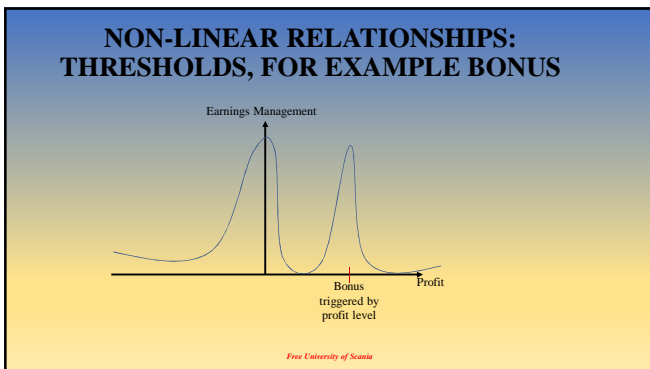 NON-LINEAR RELATIONSHIPS:
THRESHOLDS, FOR EXAMPLE BONUS
Earnings Management
Profit
Bonus
triggered by
profit level
Free University of Scania